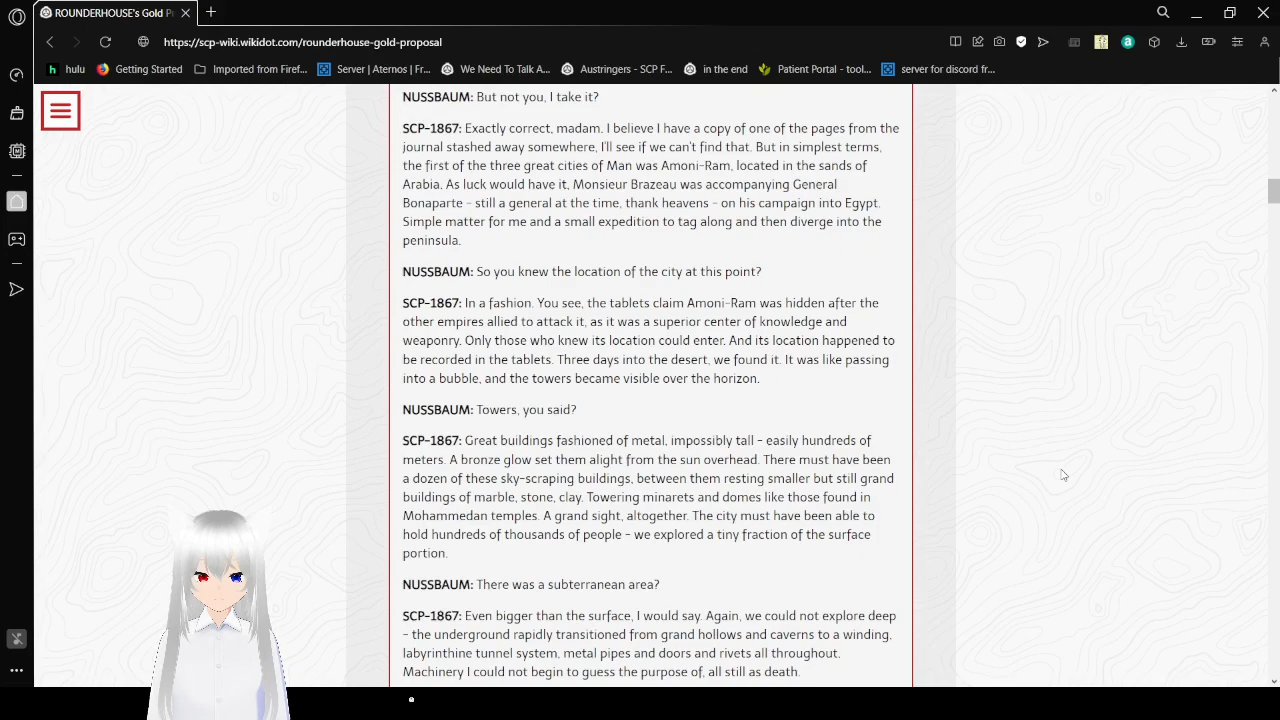 ROUNDERHOUSE's Gold P
https://scp-wiki.wikidot.com/rounderhouse-gold-proposal
hulu
Getting Started
Imported from Firef...
Server | Aternos | Fr...
We Need To Talk A...
Austringers - SCP F...
in the end
Patient Portal - tool...
server for discord fr...
NUSSBAUM: But not you, I take it?
SCP-1867: Exactly correct, madam. I believe I have a copy of one of the pages from the
journal stashed away somewhere, I'll see if we can't find that. But in simplest terms,
the first of the three great cities of Man was Amoni-Ram, located in the sands of
Arabia. As luck would have it, Monsieur Brazeau was accompanying General
Bonaparte – still a general at the time, thank heavens – on his campaign into Egypt.
Simple matter for me and a small expedition to tag along and then diverge into the
peninsula.
NUSSBAUM: So you knew the location of the city at this point?
SCP-1867: In a fashion. You see, the tablets claim Amoni-Ram was hidden after the
other empires allied to attack it, as it was a superior center of knowledge and
weaponry. Only those who knew its location could enter. And its location happened to
be recorded in the tablets. Three days into the desert, we found it. It was like passing
into a bubble, and the towers became visible over the horizon.
NUSSBAUM: Towers, you said?
SCP-1867: Great buildings fashioned of metal, impossibly tall – easily hundreds of
meters. A bronze glow set them alight from the sun overhead. There must have been
a dozen of these sky-scraping buildings, between them resting smaller but still grand
buildings of marble, stone, clay. Towering minarets and domes like those found in
Mohammedan temples. A grand sight, altogether. The city must have been able to
hold hundreds of thousands of people – we explored a tiny fraction of the surface
portion.
NUSSBAUM: There was a subterranean area?
SCP-1867: Even bigger than the surface, I would say. Again, we could not explore deep
– the underground rapidly transitioned from grand hollows and caverns to a winding,
labyrinthine tunnel system, metal pipes and doors and rivets all throughout.
Machinery I could not begin to guess the purpose of, all still as death.